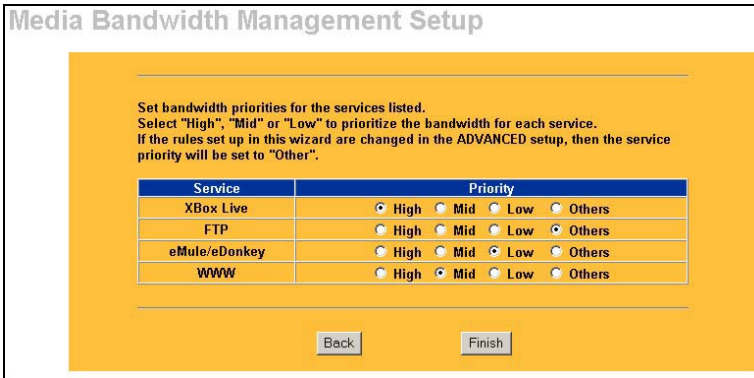 Media Bandwidth Management Setup
Set bandwidth priorities for the services listed.
Select "High", "Mid" or "Low" to prioritize the bandwidth for each service.
If the rules set up in this wizard are changed in the ADVANCED setup, then the service
priority will be set to "Other".
Service Priority
XBox Live High Mid Low Others
FTP High Mid Low Others
eMule/eDonkey High Mid Low Others
WWW High Mid Low Others
Back Finish